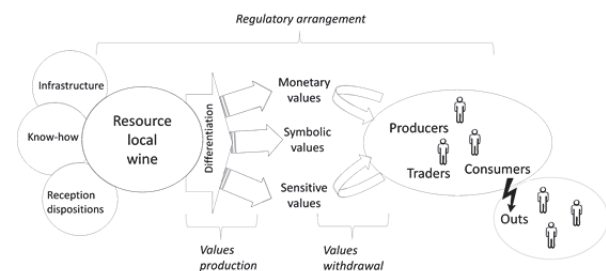 Regulatory arrangement
Infrastructure
Know-how
Reception
dispositions
Resource
local
wine
Differentiation
Monetary
values
Symbolic
values
Sensitive
values
Producers
Traders
Consumers
Outs
Values
production
Values
withdrawal